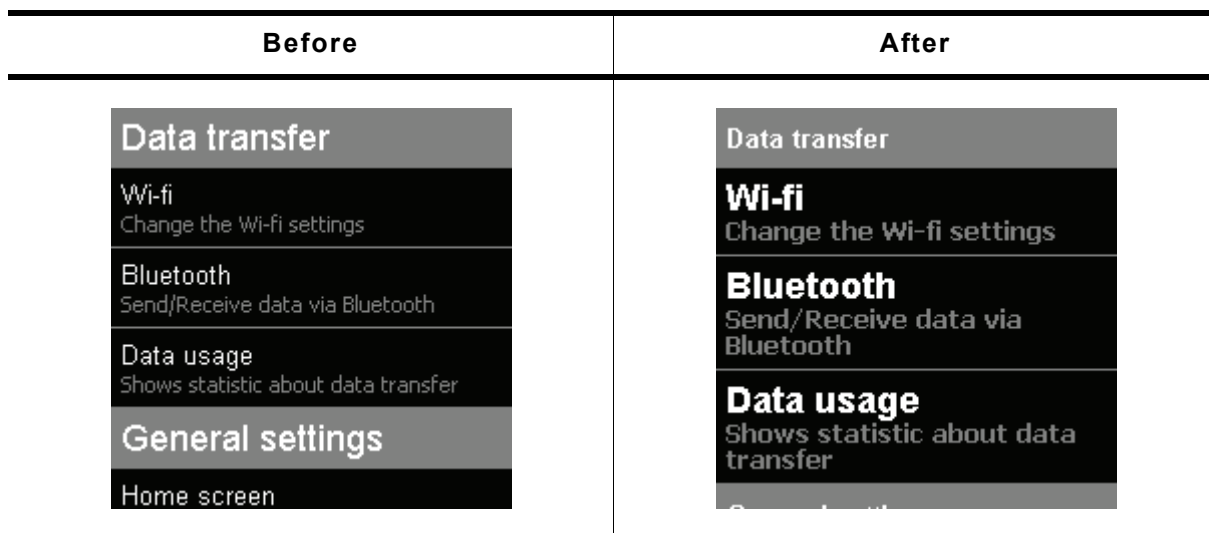 Before
After
Data transfer
Wi-fi
Change the Wi-fi settings
Bluetooth
Send/Receive data via Bluetooth
Data usage
Shows statistic about data transfer
General settings
Home screen
Data transfer
Wi-fi
Change the Wi-fi settings
Bluetooth
Send/Receive data via
Bluetooth
Data usage
Shows statistic about data
transfer